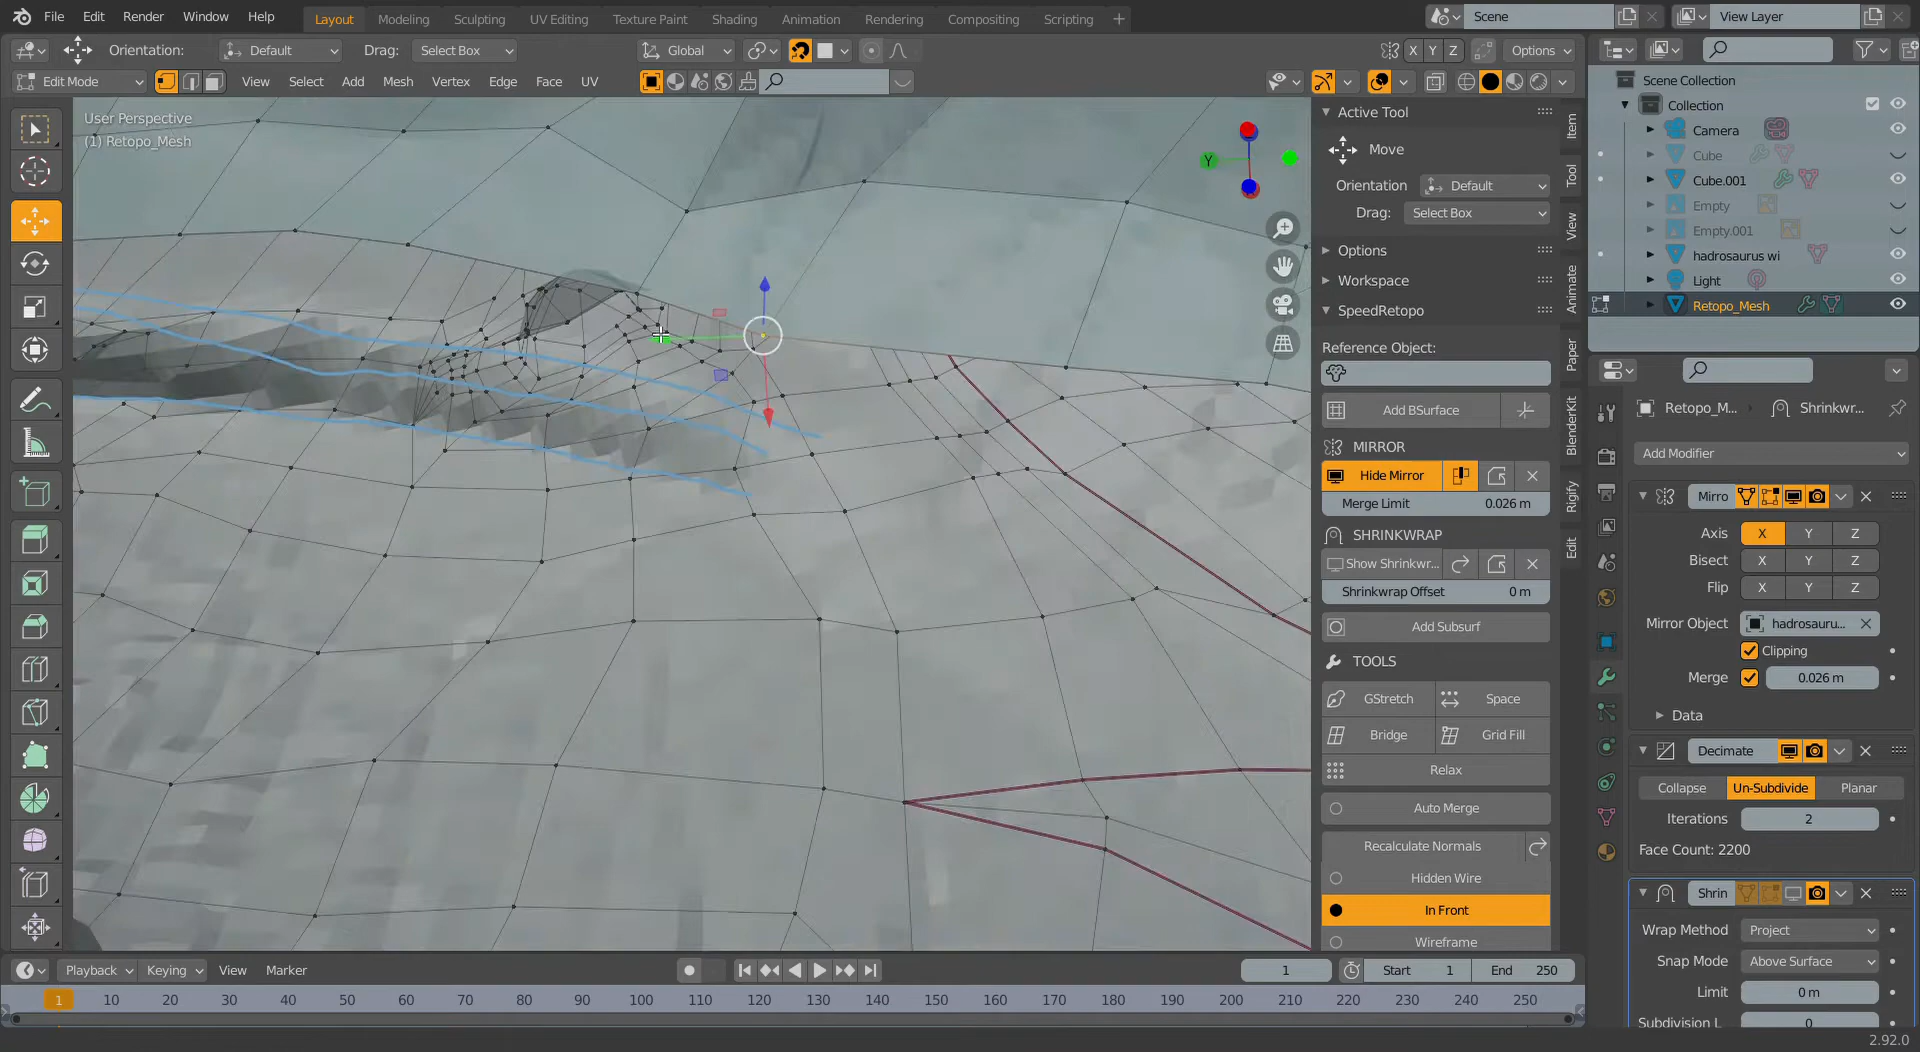 File Edit Render Window Help Layout Modeling Sculpting UV Editing Texture Paint Shading Animation Rendering Compositing Scripting + Scene View Layer
Orientation: Default Drag: Select Box Global X Y Z Options
Edit Mode View Select Add Mesh Vertex Edge Face UV
User Perspective
(1) Retopo_Mesh
Y
Active Tool
Move
Orientation Default
Drag: Select Box
Options
Workspace
SpeedRetopo
Reference Object:
Add BSurface
MIRROR
Hide Mirror
Merge Limit 0.026 m
SHRINKWRAP
Show Shrinkwr...
Shrinkwrap Offset 0 m
Add Subsurf
TOOLS
GStretch Space
Bridge Grid Fill
Relax
Auto Merge
Recalculate Normals
Hidden Wire
In Front
Wireframe
Item
Tool
View
Animate
Paper
BlenderKit
Rigify
Edit
Scene Collection
Collection
Camera
Cube
Cube.001
Empty
Empty.001
hadrosaurus wi
Light
Retopo_Mesh
Retopo_M... Shrinkwr...
Add Modifier
Mirro
Axis X Y Z
Bisect X Y Z
Flip X Y Z
Mirror Object hadrosauru...
Clipping
Merge 0.026 m
Data
Decimate
Collapse Un-Subdivide Planar
Iterations 2
Face Count: 2200
Shrin
Wrap Method Project
Snap Mode Above Surface
Limit 0 m
Subdivision L 0
Playback Keying View Marker 1 Start 1 End 250
1 10 20 30 40 50 60 70 80 90 100 110 120 130 140 150 160 170 180 190 200 210 220 230 240 250
2.92.0